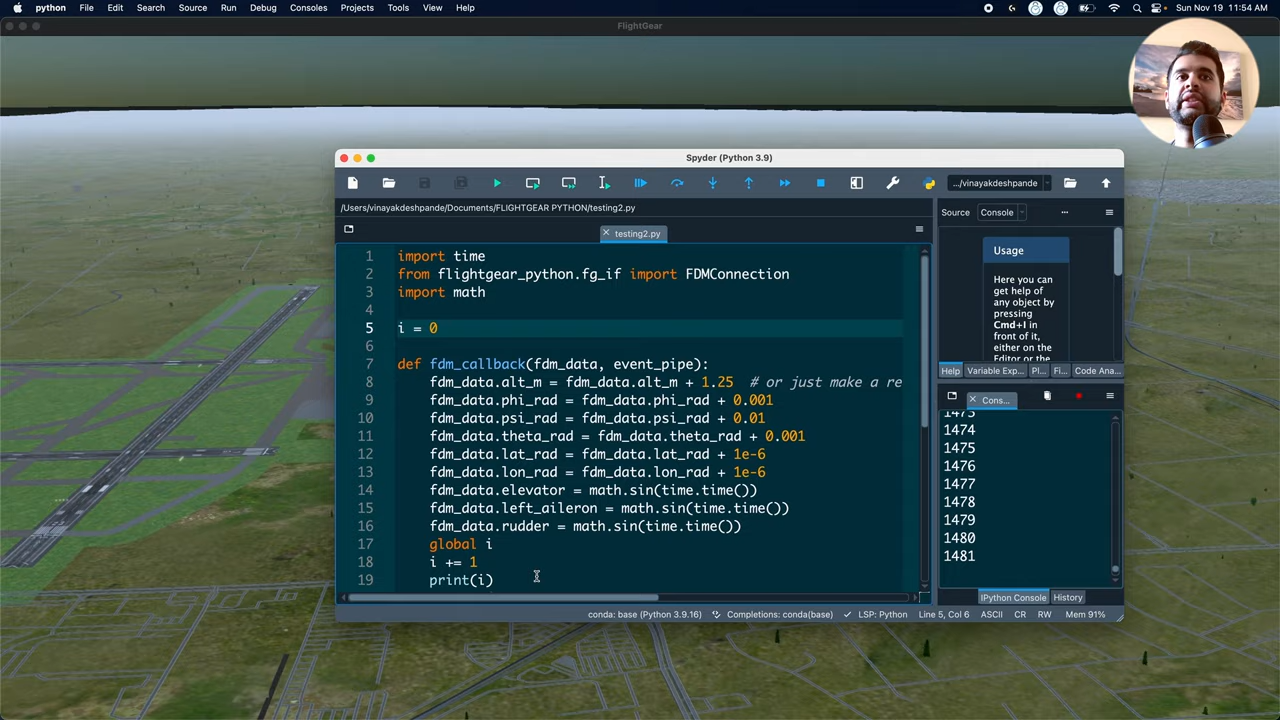 python File Edit Search Source Run Debug Consoles Projects Tools View Help Sun Nov 19 11:54 AM
FlightGear
Spyder (Python 3.9)
.../vinayakdeshpande
/Users/vinayakdeshpande/Documents/FLIGHTGEAR PYTHON/testing2.py
testing2.py
1 import time
2 from flightgear_python.fg_if import FDMConnection
3 import math
4
5 i = 0
6
7 def fdm_callback(fdm_data, event_pipe):
8 fdm_data.alt_m = fdm_data.alt_m + 1.25 # or just make a re
9 fdm_data.phi_rad = fdm_data.phi_rad + 0.001
10 fdm_data.psi_rad = fdm_data.psi_rad + 0.01
11 fdm_data.theta_rad = fdm_data.theta_rad + 0.001
12 fdm_data.lat_rad = fdm_data.lat_rad + 1e-6
13 fdm_data.lon_rad = fdm_data.lon_rad + 1e-6
14 fdm_data.elevator = math.sin(time.time())
15 fdm_data.left_aileron = math.sin(time.time())
16 fdm_data.rudder = math.sin(time.time())
17 global i
18 i += 1
19 print(i)
Source Console
Usage
Here you can
get help of
any object by
pressing
Cmd+I in
front of it,
either on the
Editor or the
Help Variable Exp... Pl... Fi... Code Ana...
Cons...
1473
1474
1475
1476
1477
1478
1479
1480
1481
IPython Console History
conda: base (Python 3.9.16) Completions: conda(base) LSP: Python Line 5, Col 6 ASCII CR RW Mem 91%